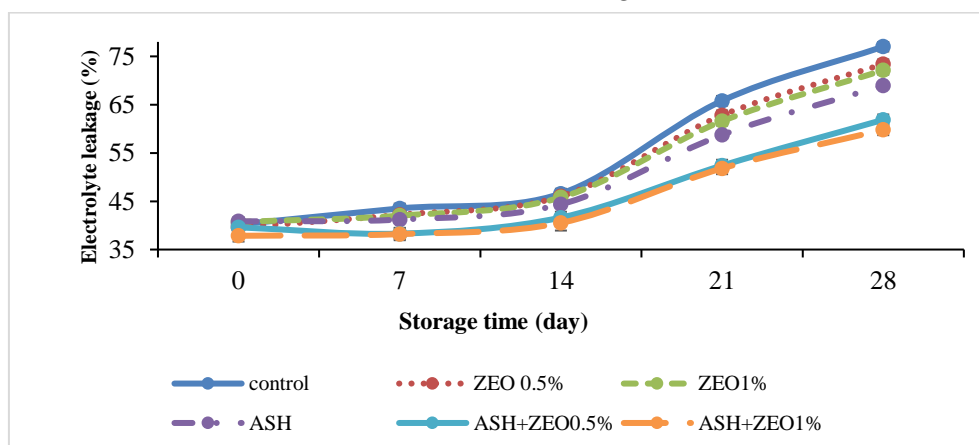 Electrolyte leakage (%)
75
65
55
45
35
0 7 14 21 28
Storage time (day)
control ZEO 0.5% ZEO1%
ASH ASH+ZEO0.5% ASH+ZEO1%